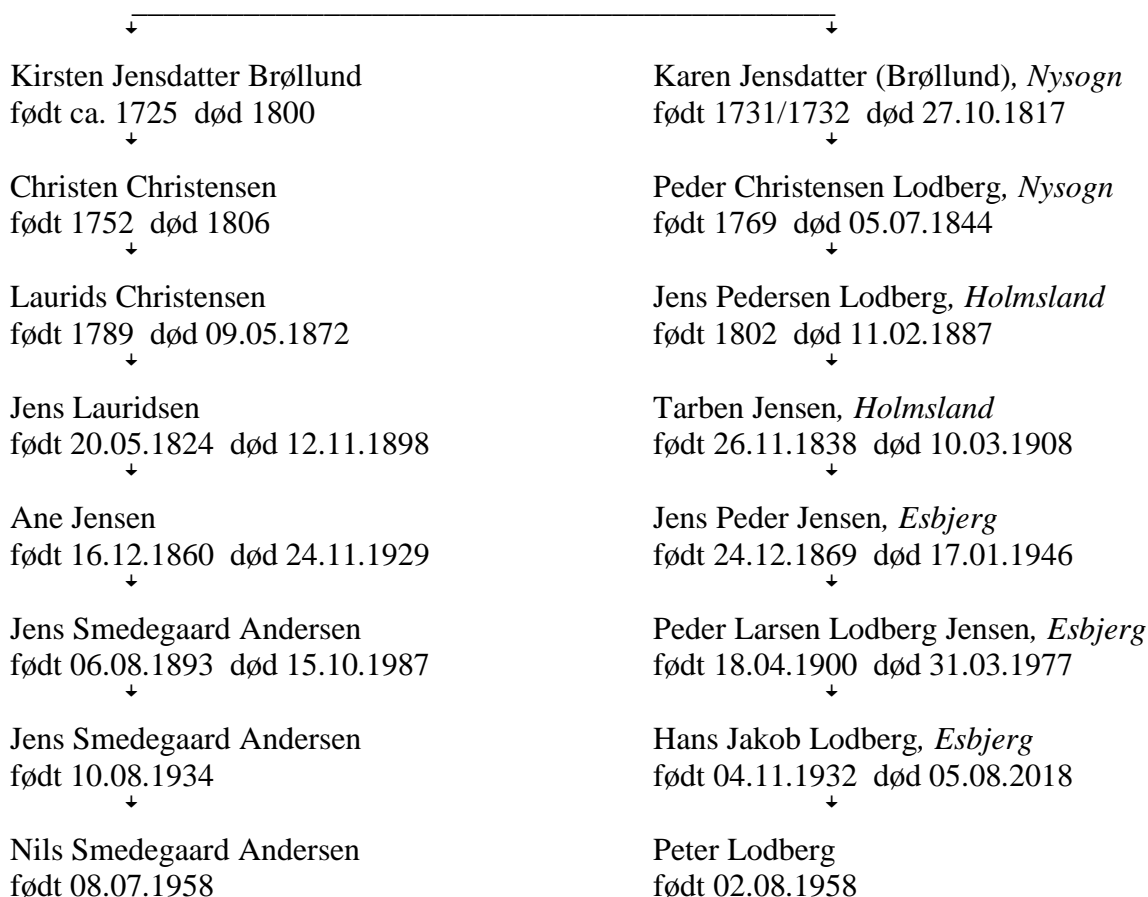 Kirsten Jensdatter Brøllund
født ca. 1725 død 1800
Karen Jensdatter (Brøllund), Nysogn
født 1731/1732 død 27.10.1817
Christen Christensen
født 1752 død 1806
Peder Christensen Lodberg, Nysogn
født 1769 død 05.07.1844
Laurids Christensen
født 1789 død 09.05.1872
Jens Pedersen Lodberg, Holmsland
født 1802 død 11.02.1887
Jens Lauridsen
født 20.05.1824 død 12.11.1898
Tarben Jensen, Holmsland
født 26.11.1838 død 10.03.1908
Ane Jensen
født 16.12.1860 død 24.11.1929
Jens Peder Jensen, Esbjerg
født 24.12.1869 død 17.01.1946
Jens Smedegaard Andersen
født 06.08.1893 død 15.10.1987
Peder Larsen Lodberg Jensen, Esbjerg
født 18.04.1900 død 31.03.1977
Jens Smedegaard Andersen
født 10.08.1934
Hans Jakob Lodberg, Esbjerg
født 04.11.1932 død 05.08.2018
Nils Smedegaard Andersen
født 08.07.1958
Peter Lodberg
født 02.08.1958